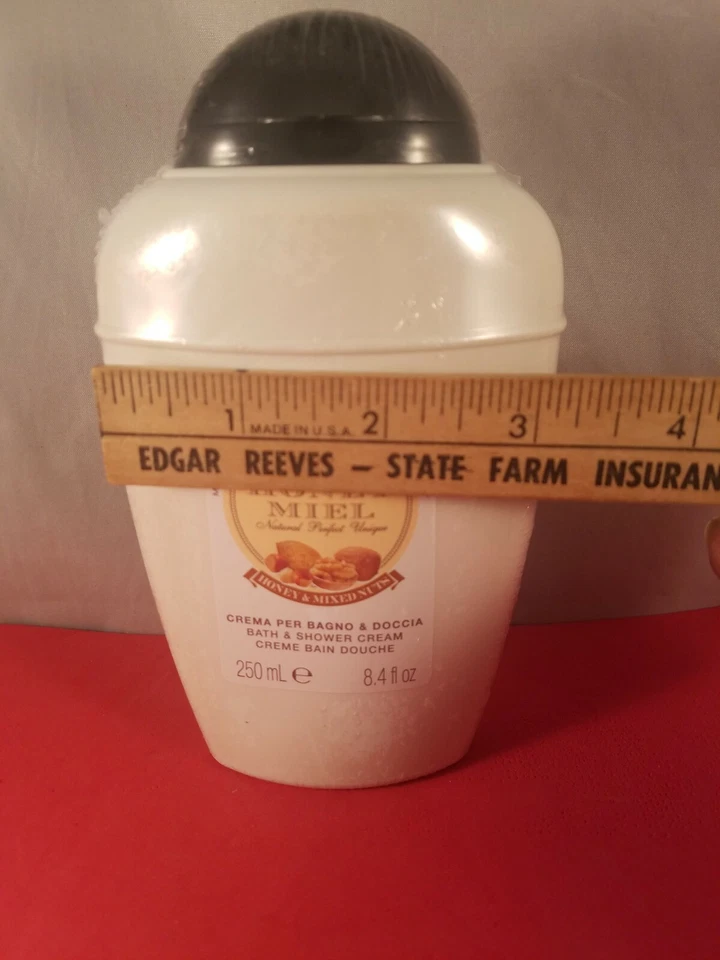 1 MADE IN U.S.A. 2 3 4
EDGAR REEVES – STATE FARM INSURAN
HONEY
MIEL
Natural Perfect Unique
HONEY & MIXED NUTS
CREMA PER BAGNO & DOCCIA
BATH & SHOWER CREAM
CREME BAIN DOUCHE
250 mL ℮ 8.4 fl oz